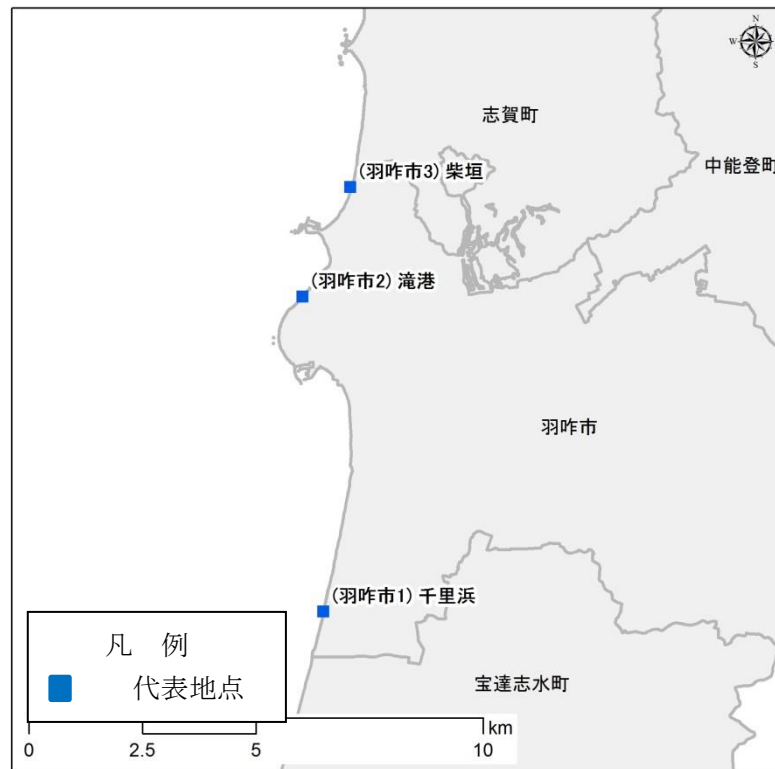 N
W
S
志賀町
中能登町
(羽咋市3) 柴垣
(羽咋市2) 滝港
羽咋市
(羽咋市1) 千里浜
凡 例
代表地点
宝達志水町
km
0 2.5 5 10